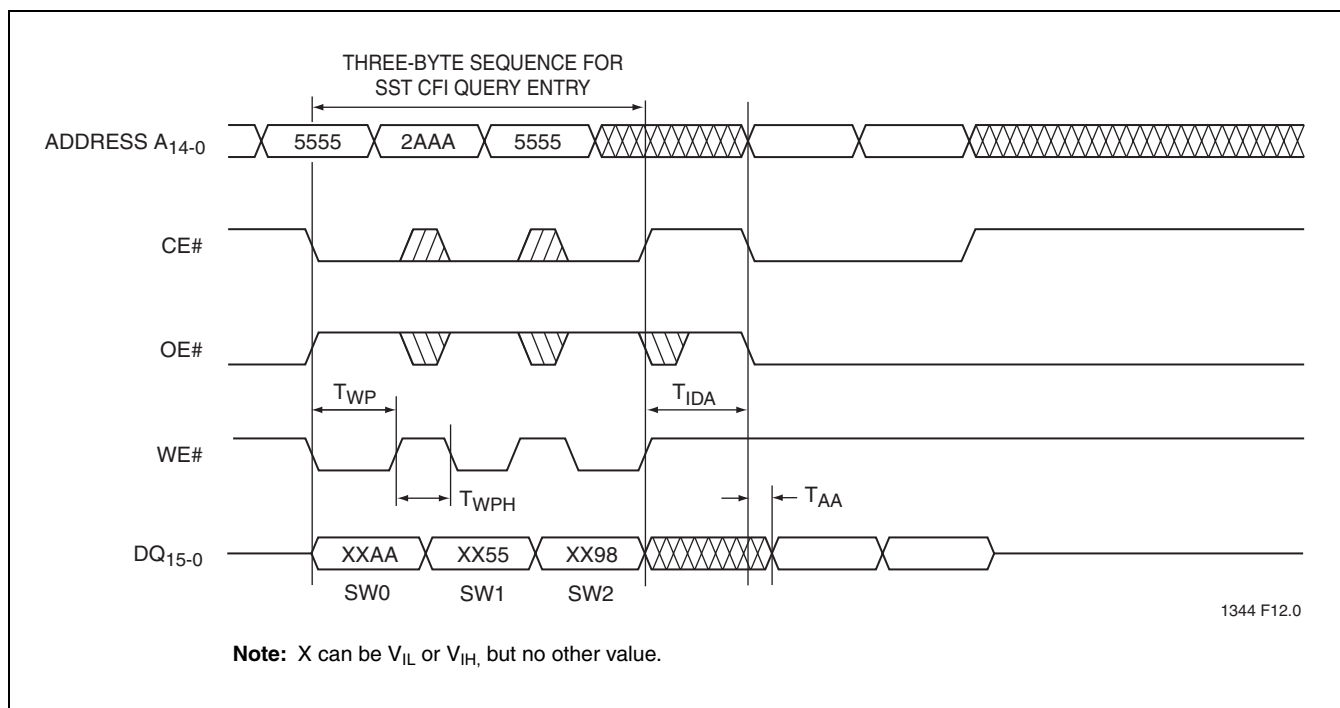 THREE-BYTE SEQUENCE FOR
SST CFI QUERY ENTRY
ADDRESS A14-0
5555
2AAA
5555
CE#
OE#
TWP
TIDA
WE#
TWPH
TAA
DQ15-0
XXAA
XX55
XX98
SW0
SW1
SW2
1344 F12.0
Note: X can be VIL or VIH, but no other value.